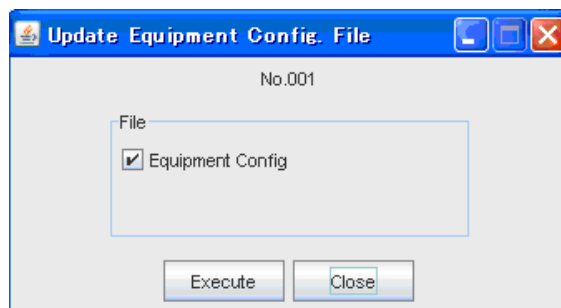 Update Equipment Config. File
No.001
File
Equipment Config
Execute Close